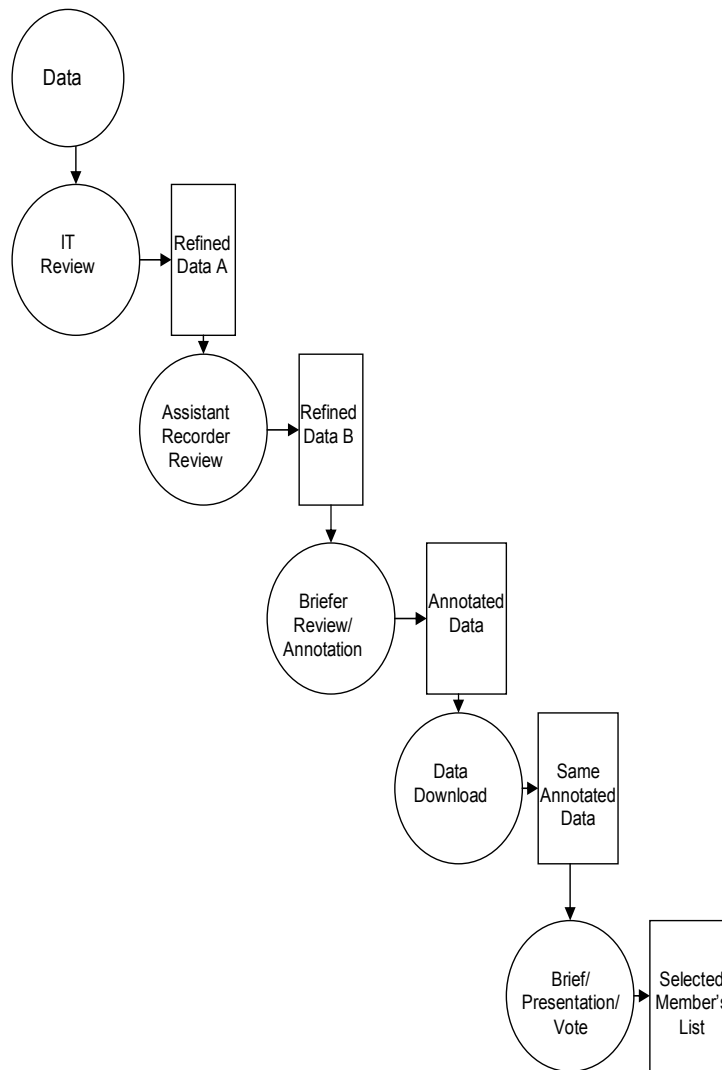 Data
IT
Review
Refined
Data A
Assistant
Recorder
Review
Refined
Data B
Briefer
Review/
Annotation
Annotated
Data
Data
Download
Same
Annotated
Data
Brief/
Presentation/
Vote
Selected
Member's
List